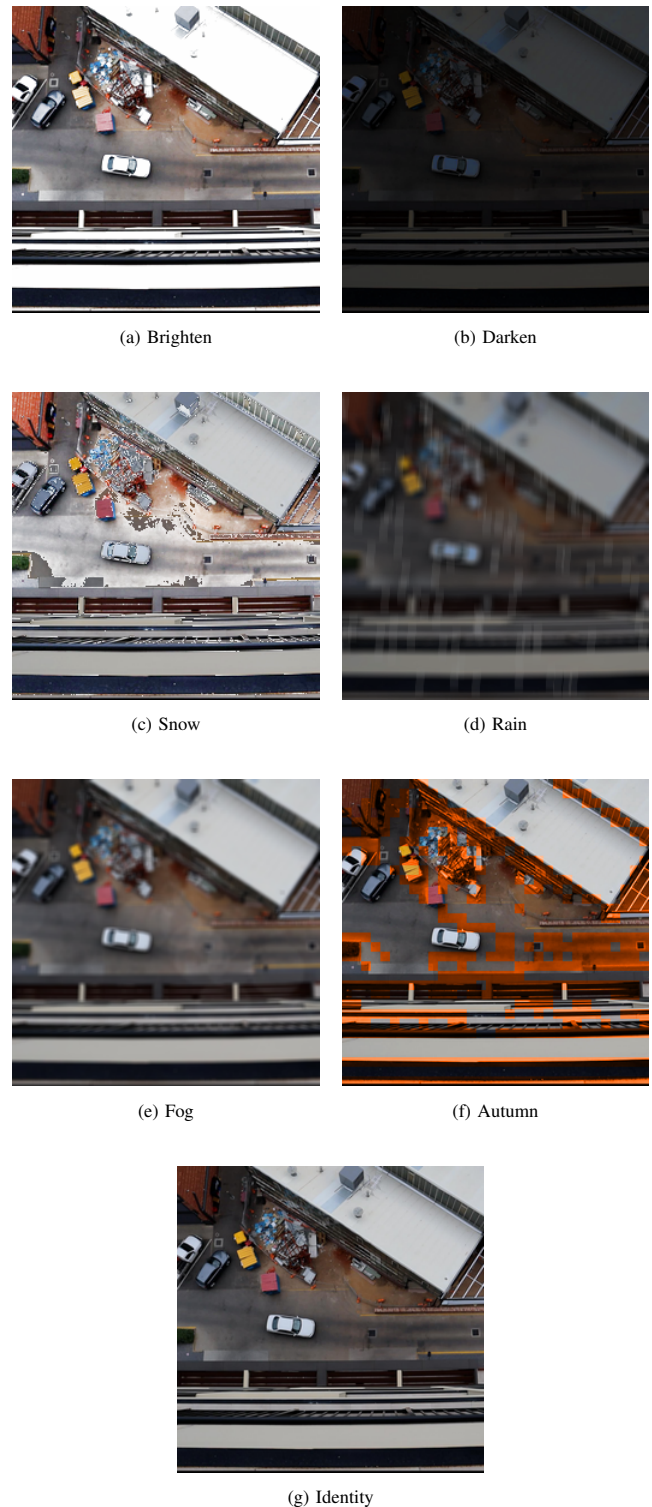 (a) Brighten
(b) Darken
(c) Snow
(d) Rain
(e) Fog
(f) Autumn
(g) Identity